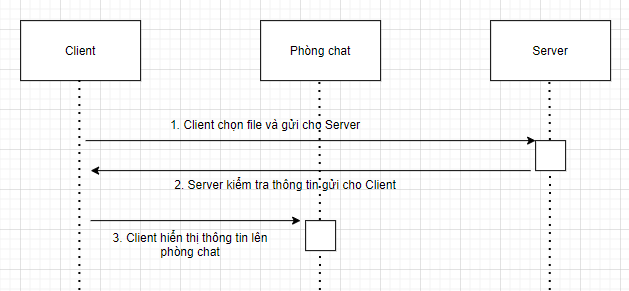 Client
Phòng chat
Server
1. Client chọn file và gửi cho Server
2. Server kiểm tra thông tin gửi cho Client
3. Client hiển thị thông tin lên
phòng chat